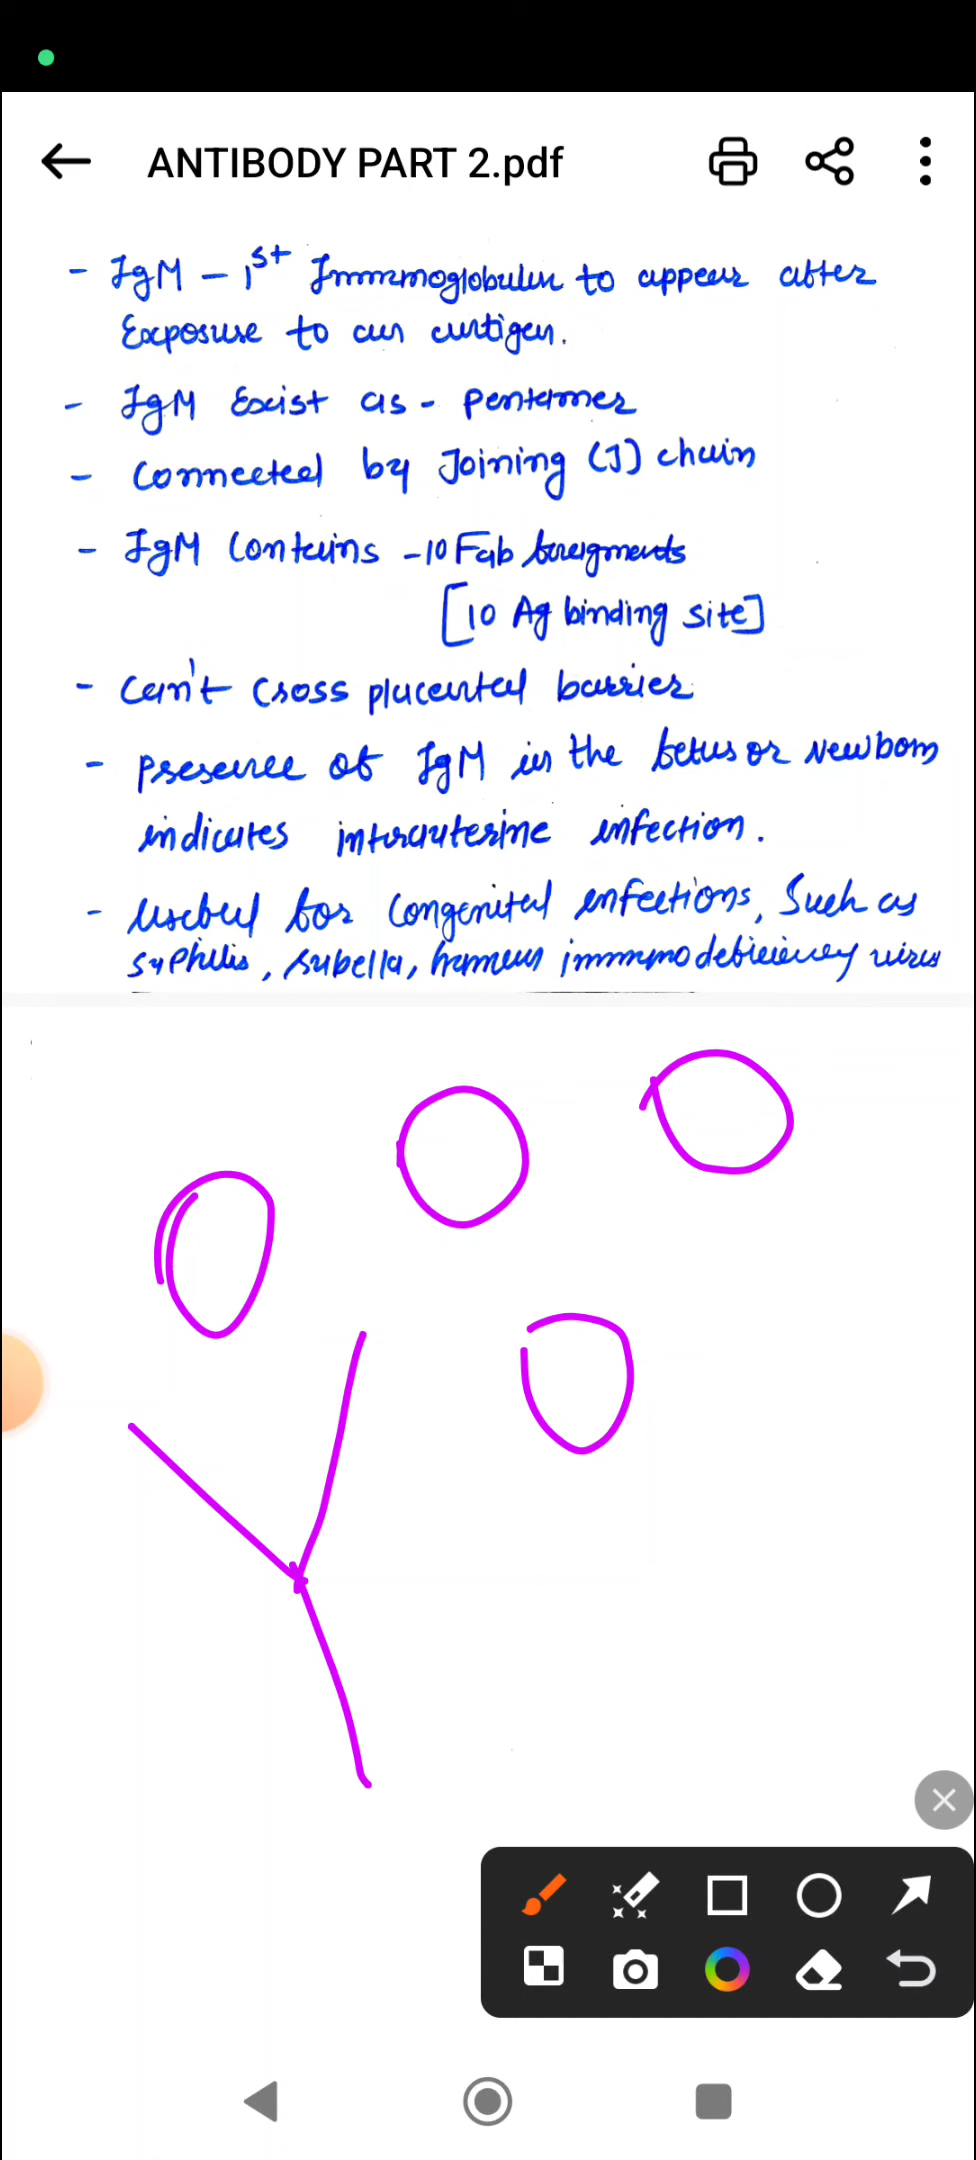 ANTIBODY PART 2.pdf
- IgM - 1st Immunoglobulin to appear after
Exposure to an antigen.
- IgM Exist as - pentamer
- Connected by Joining (J) chain
- IgM Contains - 10 Fab fragments
[10 Ag binding site]
- can't cross placental barrier
- presence of IgM in the fetus or Newborn
indicates intrauterine infection.
- Useful for Congenital infections, Such as
syphilis, rubella, human immunodeficiency virus